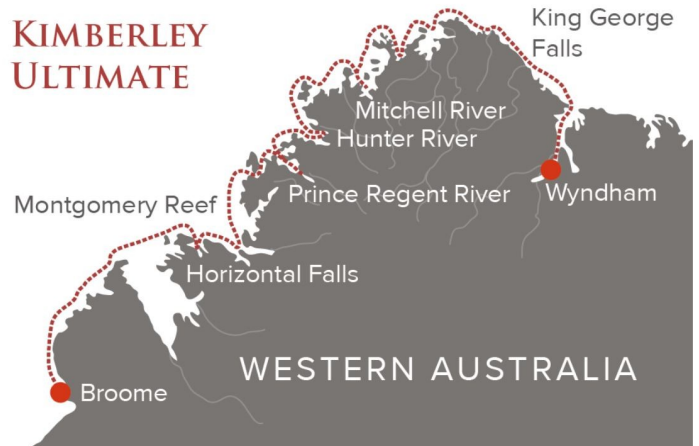 KIMBERLEY
ULTIMATE
King George
Falls
Mitchell River
Hunter River
Prince Regent River
Wyndham
Montgomery Reef
Horizontal Falls
WESTERN AUSTRALIA
Broome